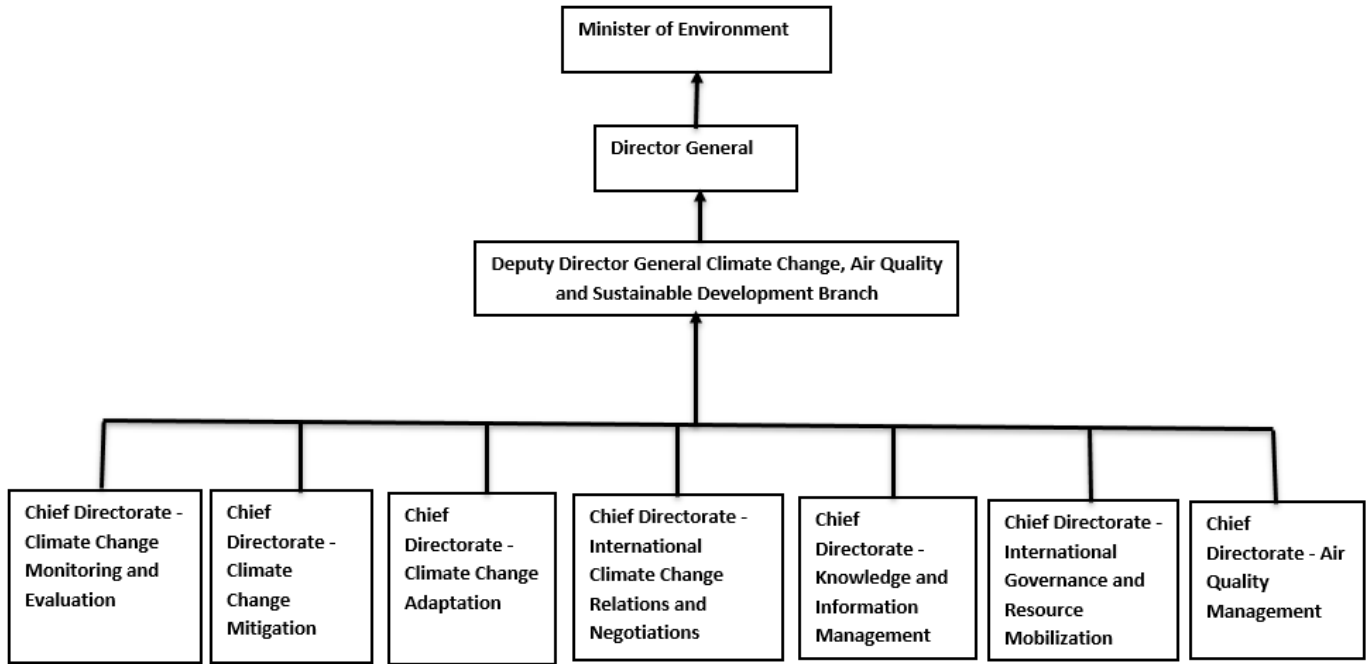 Minister of Environment
Director General
Deputy Director General Climate Change, Air Quality
and Sustainable Development Branch
Chief Directorate -
Climate Change
Monitoring and
Evaluation
Chief
Directorate -
Climate
Change
Mitigation
Chief
Directorate -
Climate Change
Adaptation
Chief Directorate -
International
Climate Change
Relations and
Negotiations
Chief
Directorate -
Knowledge and
Information
Management
Chief Directorate -
International
Governance and
Resource
Mobilization
Chief
Directorate - Air
Quality
Management